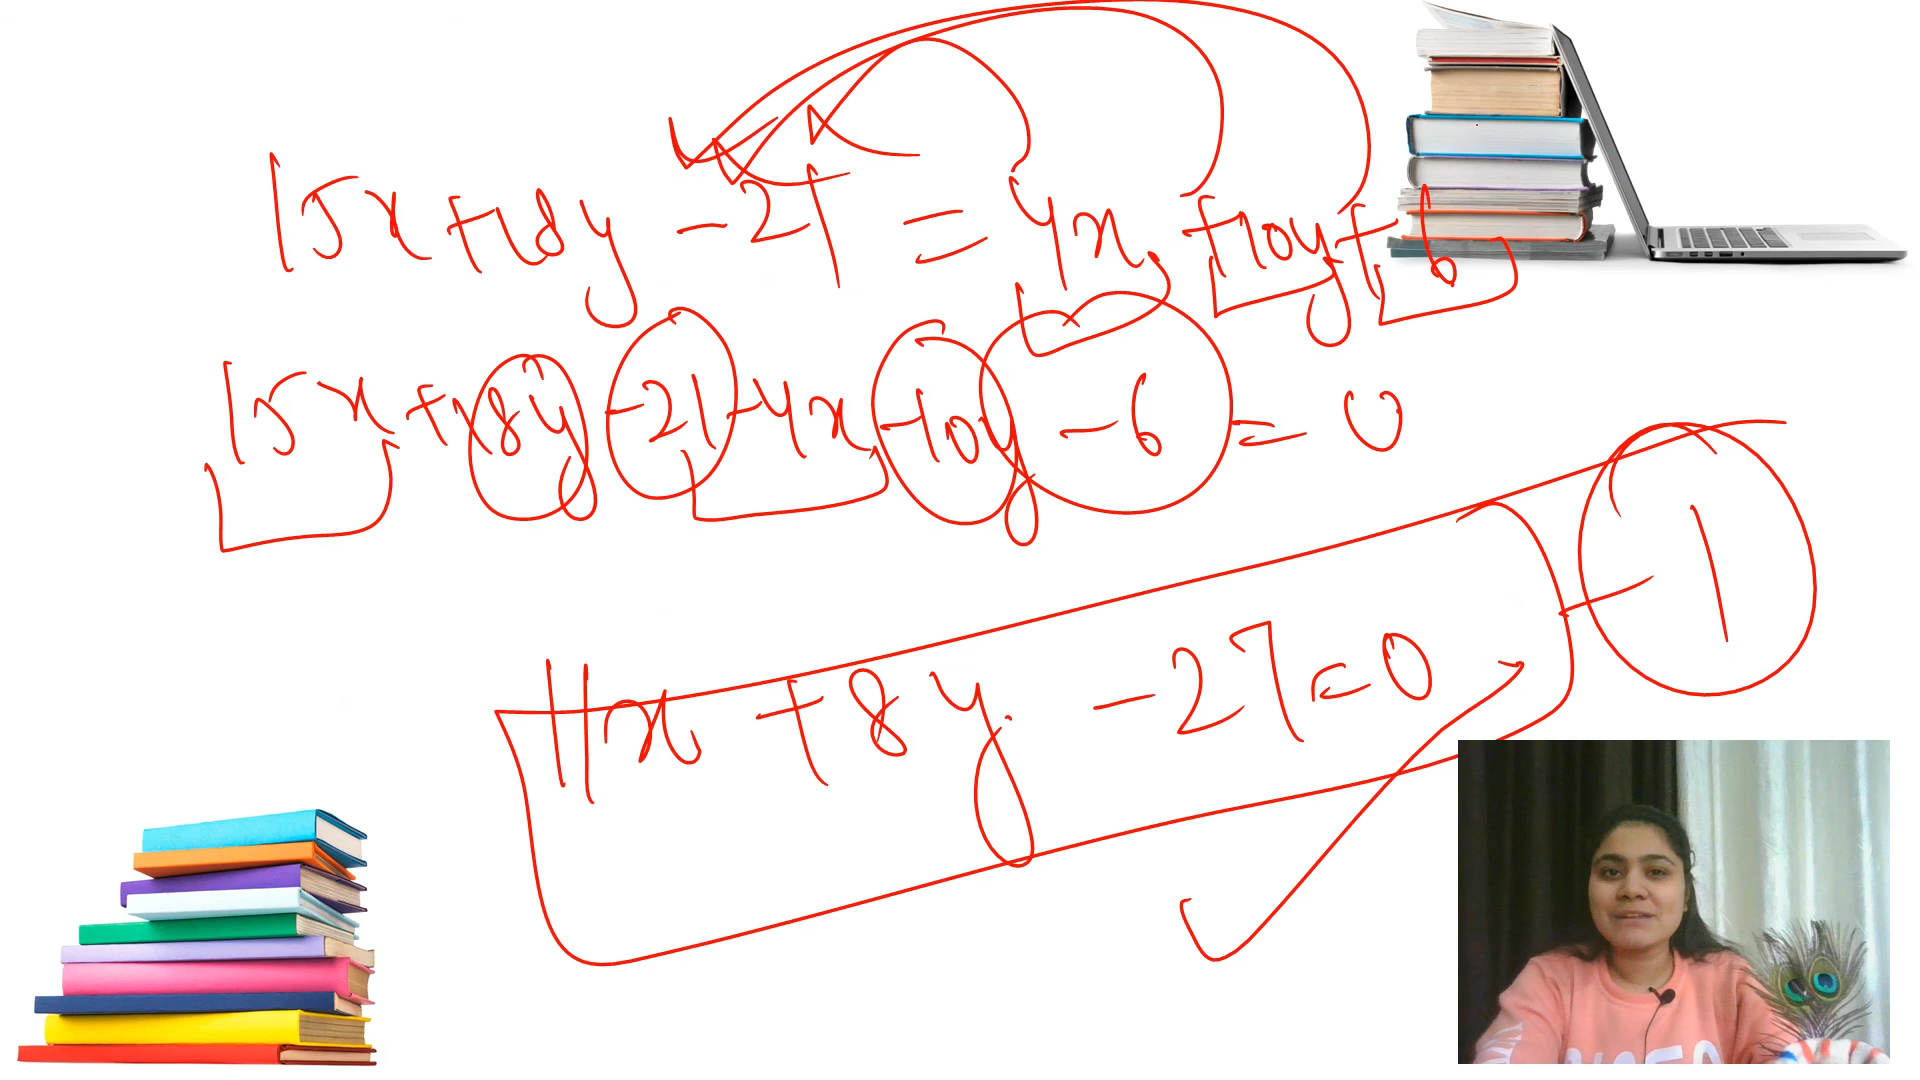 15x + 18y - 21 = 4x + 10y + 6
15x + 18y - 21 - 4x - 10y - 6 = 0
11x + 8y - 27 = 0 - 1